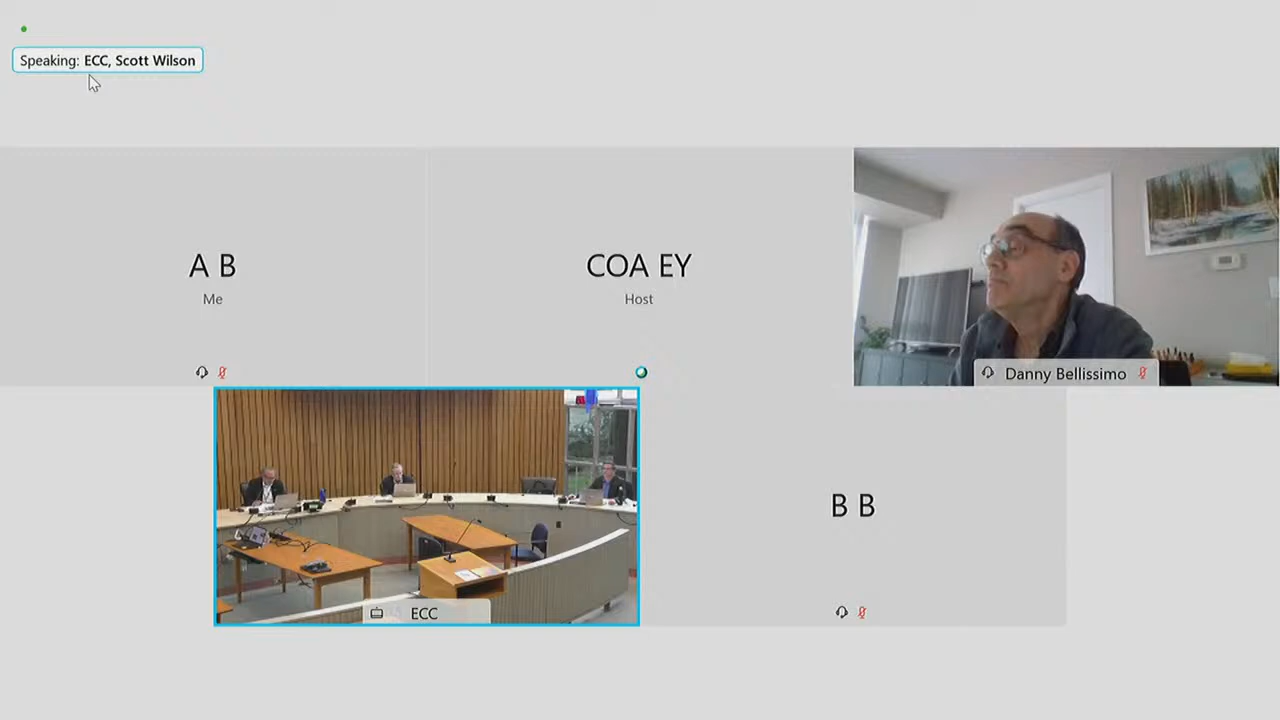 Speaking: ECC, Scott Wilson
A B
Me
COA EY
Host
Danny Bellissimo
ECC
B B